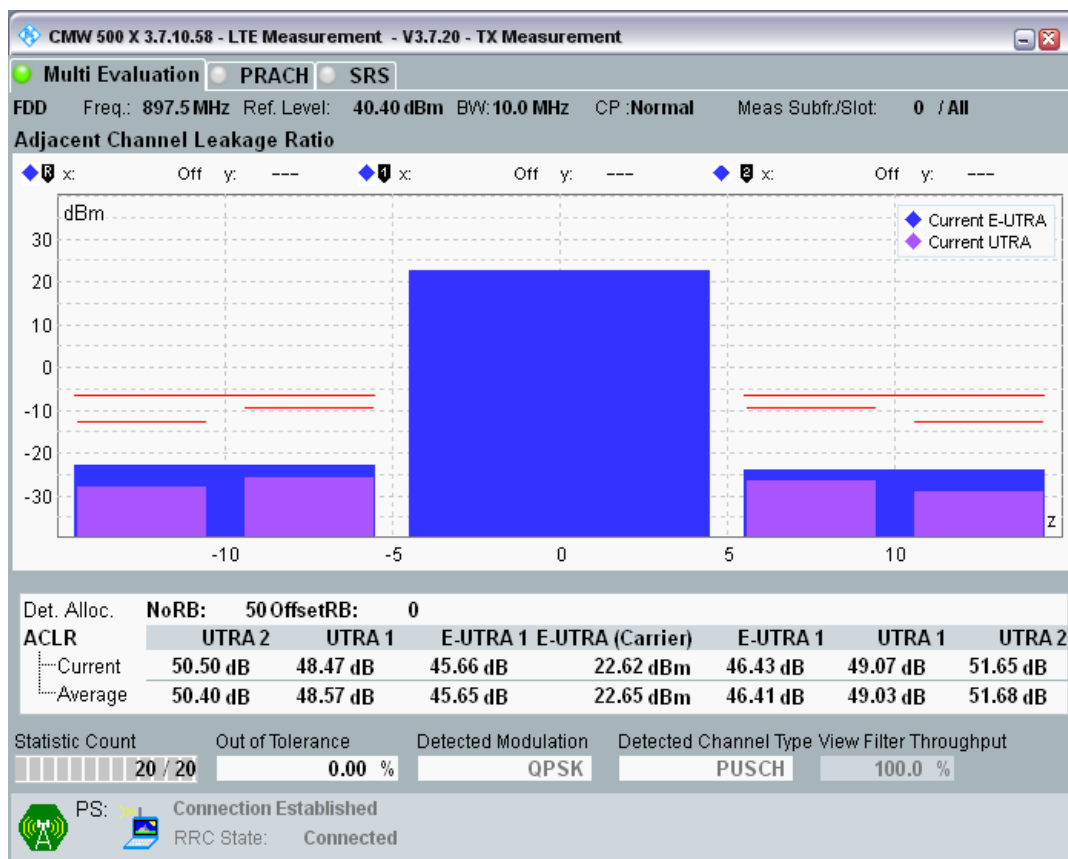 CMW 500 X 3.7.10.58 - LTE Measurement - V3.7.20 - TX Measurement
Multi Evaluation PRACH SRS
FDD Freq.: 897.5 MHz Ref. Level: 40.40 dBm BW: 10.0 MHz CP :Normal Meas Subfr./Slot: 0 / All
Adjacent Channel Leakage Ratio
R x: Off y: --- 1 x: Off y: --- 2 x: Off y: ---
dBm
Current E-UTRA
Current UTRA
30
20
10
0
-10
-20
-30
z
-10 -5 0 5 10
Det. Alloc. NoRB: 50 OffsetRB: 0
ACLR UTRA 2 UTRA 1 E-UTRA 1 E-UTRA (Carrier) E-UTRA 1 UTRA 1 UTRA 2
Current 50.50 dB 48.47 dB 45.66 dB 22.62 dBm 46.43 dB 49.07 dB 51.65 dB
Average 50.40 dB 48.57 dB 45.65 dB 22.65 dBm 46.41 dB 49.03 dB 51.68 dB
Statistic Count Out of Tolerance Detected Modulation Detected Channel Type View Filter Throughput
20 / 20 0.00 % QPSK PUSCH 100.0 %
PS: Connection Established
RRC State: Connected